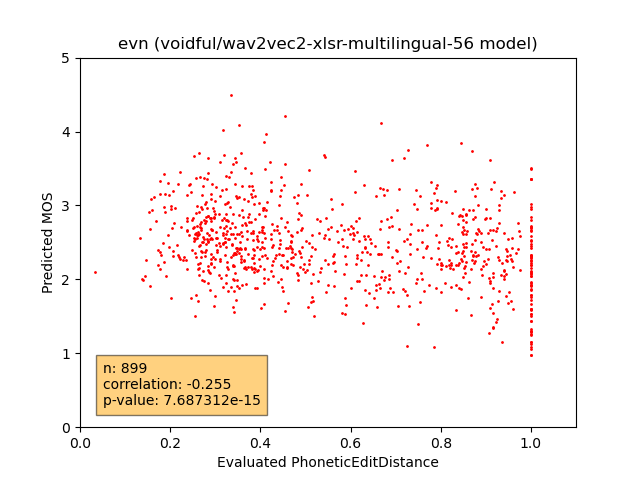 evn (voidful/wav2vec2-xlsr-multilingual-56 model)
5
4
3
2
1
0
Predicted MOS
n: 899
correlation: -0.255
p-value: 7.687312e-15
0.0 0.2 0.4 0.6 0.8 1.0
Evaluated PhoneticEditDistance